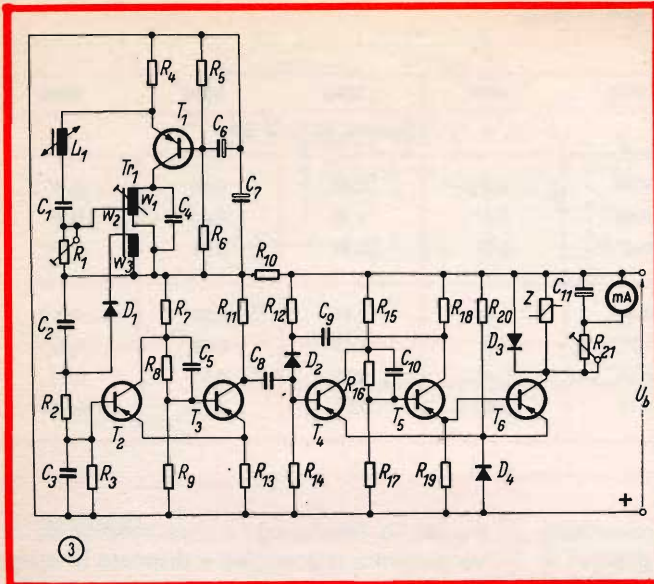 R4 R5
T1 C6
L1 Tr1 C7
C1 W2 W1 C4
R1 W3 R6
R10
C2 D1 R7 R11 R12 C9 R15 R18 R20 Z C11 mA
R8 C5 C8 D2 R16 C10 D3 R21
R2 T2 T3 T4 T5 T6 Ub
C3 R3 R9 R13 R14 R17 R19 D4
+
3